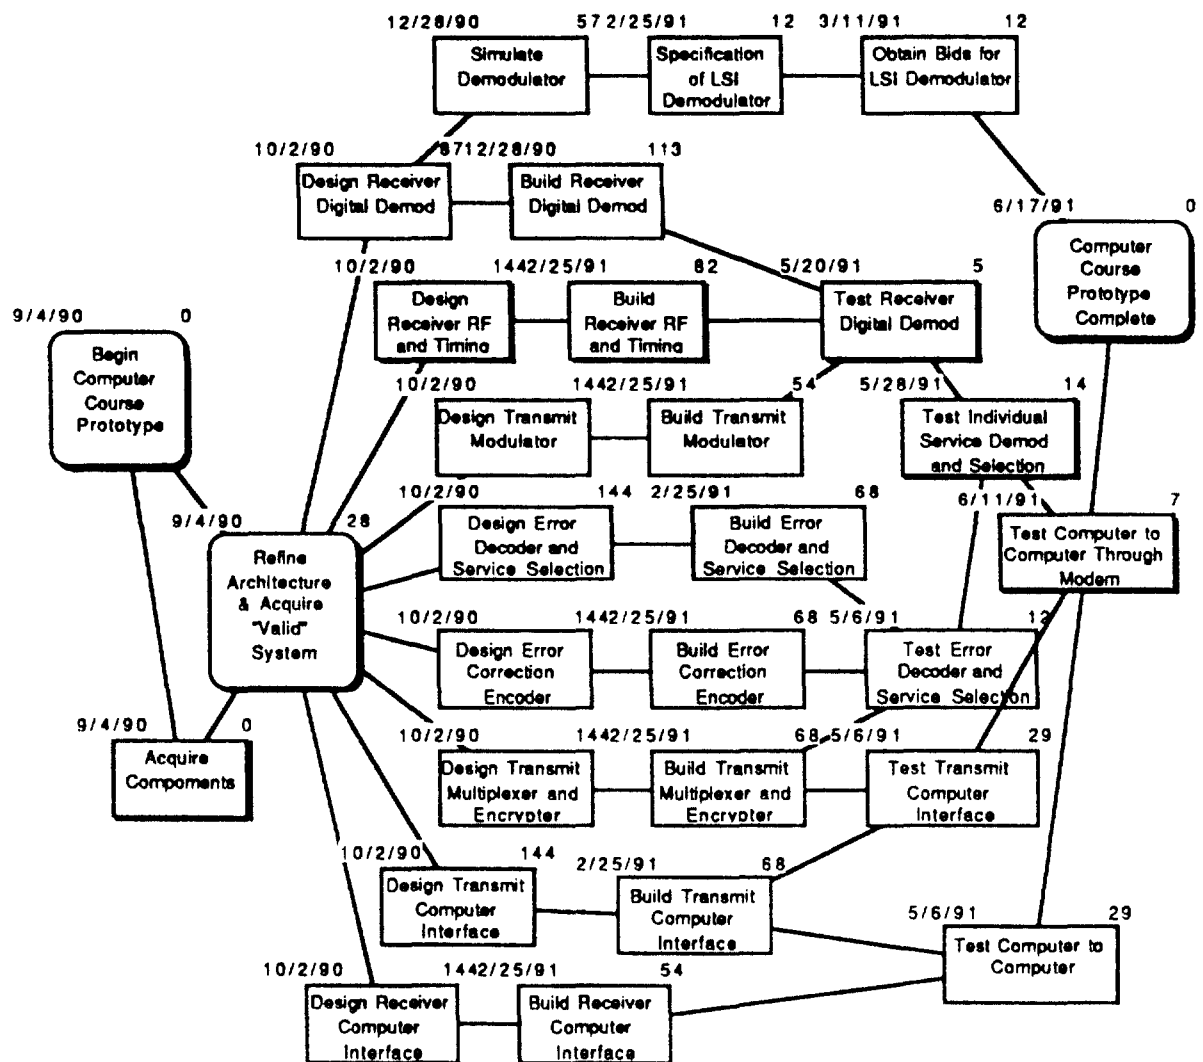 12/28/90 57 2/25/91 12 3/11/91 12
Simulate
Demodulator
Specification
of LSI
Demodulator
Obtain Bids for
LSI Demodulator
10/2/90 87 12/28/90 113
Design Receiver
Digital Demod
Build Receiver
Digital Demod
6/17/91 0
Computer
Course
Prototype
Complete
10/2/90 144 2/25/91 82 5/20/91 5
Design
Receiver RF
and Timing
Build
Receiver RF
and Timing
Test Receiver
Digital Demod
9/4/90 0
Begin
Computer
Course
Prototype
10/2/90 144 2/25/91 54 5/28/91 14
Design Transmit
Modulator
Build Transmit
Modulator
Test Individual
Service Demod
and Selection
10/2/90 144 2/25/91 68 6/11/91 7
Design Error
Decoder and
Service Selection
Build Error
Decoder and
Service Selection
Test Computer to
Computer Through
Modem
9/4/90 28
Refine
Architecture
& Acquire
"Valid"
System
10/2/90 144 2/25/91 68 5/6/91 12
Design Error
Correction
Encoder
Build Error
Correction
Encoder
Test Error
Decoder and
Service Selection
9/4/90 0
Acquire
Compoments
10/2/90 144 2/25/91 68 5/6/91 29
Design Transmit
Multiplexer and
Encrypter
Build Transmit
Multiplexer and
Encrypter
Test Transmit
Computer
Interface
10/2/90 144 2/25/91 68
Design Transmit
Computer
Interface
Build Transmit
Computer
Interface
5/6/91 29
Test Computer to
Computer
10/2/90 144 2/25/91 54
Design Receiver
Computer
Interface
Build Receiver
Computer
Interface